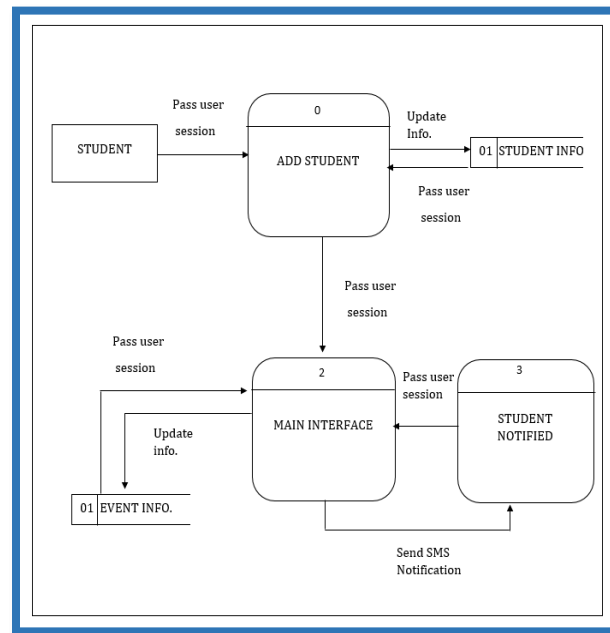 0
Pass user
session
Update
Info.
STUDENT
ADD STUDENT
01 STUDENT INFO
Pass user
session
Pass user
session
Pass user
session
2
3
Pass user
session
MAIN INTERFACE
STUDENT
NOTIFIED
Update
info.
01 EVENT INFO.
Send SMS
Notification